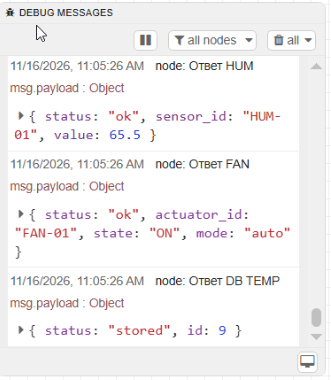 DEBUG MESSAGES
all nodes
all
11/16/2026, 11:05:26 AM node: Ответ HUM
msg.payload : Object
{ status: "ok", sensor_id: "HUM-
01", value: 65.5 }
11/16/2026, 11:05:26 AM node: Ответ FAN
msg.payload : Object
{ status: "ok", actuator_id:
"FAN-01", state: "ON", mode: "auto"
}
11/16/2026, 11:05:26 AM node: Ответ DB TEMP
msg.payload : Object
{ status: "stored", id: 9 }